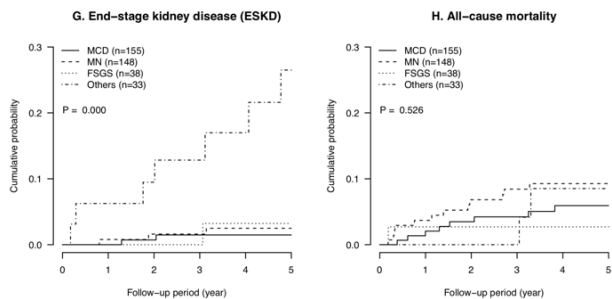 G. End−stage kidney disease (ESKD)
0.3
0.2
0.1
0.0
Cumulative probability
MCD (n=155)
MN (n=148)
FSGS (n=38)
Others (n=33)
P = 0.000
0 1 2 3 4 5
Follow−up period (year)
H. All−cause mortality
0.3
0.2
0.1
0.0
Cumulative probability
MCD (n=155)
MN (n=148)
FSGS (n=38)
Others (n=33)
P = 0.526
0 1 2 3 4 5
Follow−up period (year)